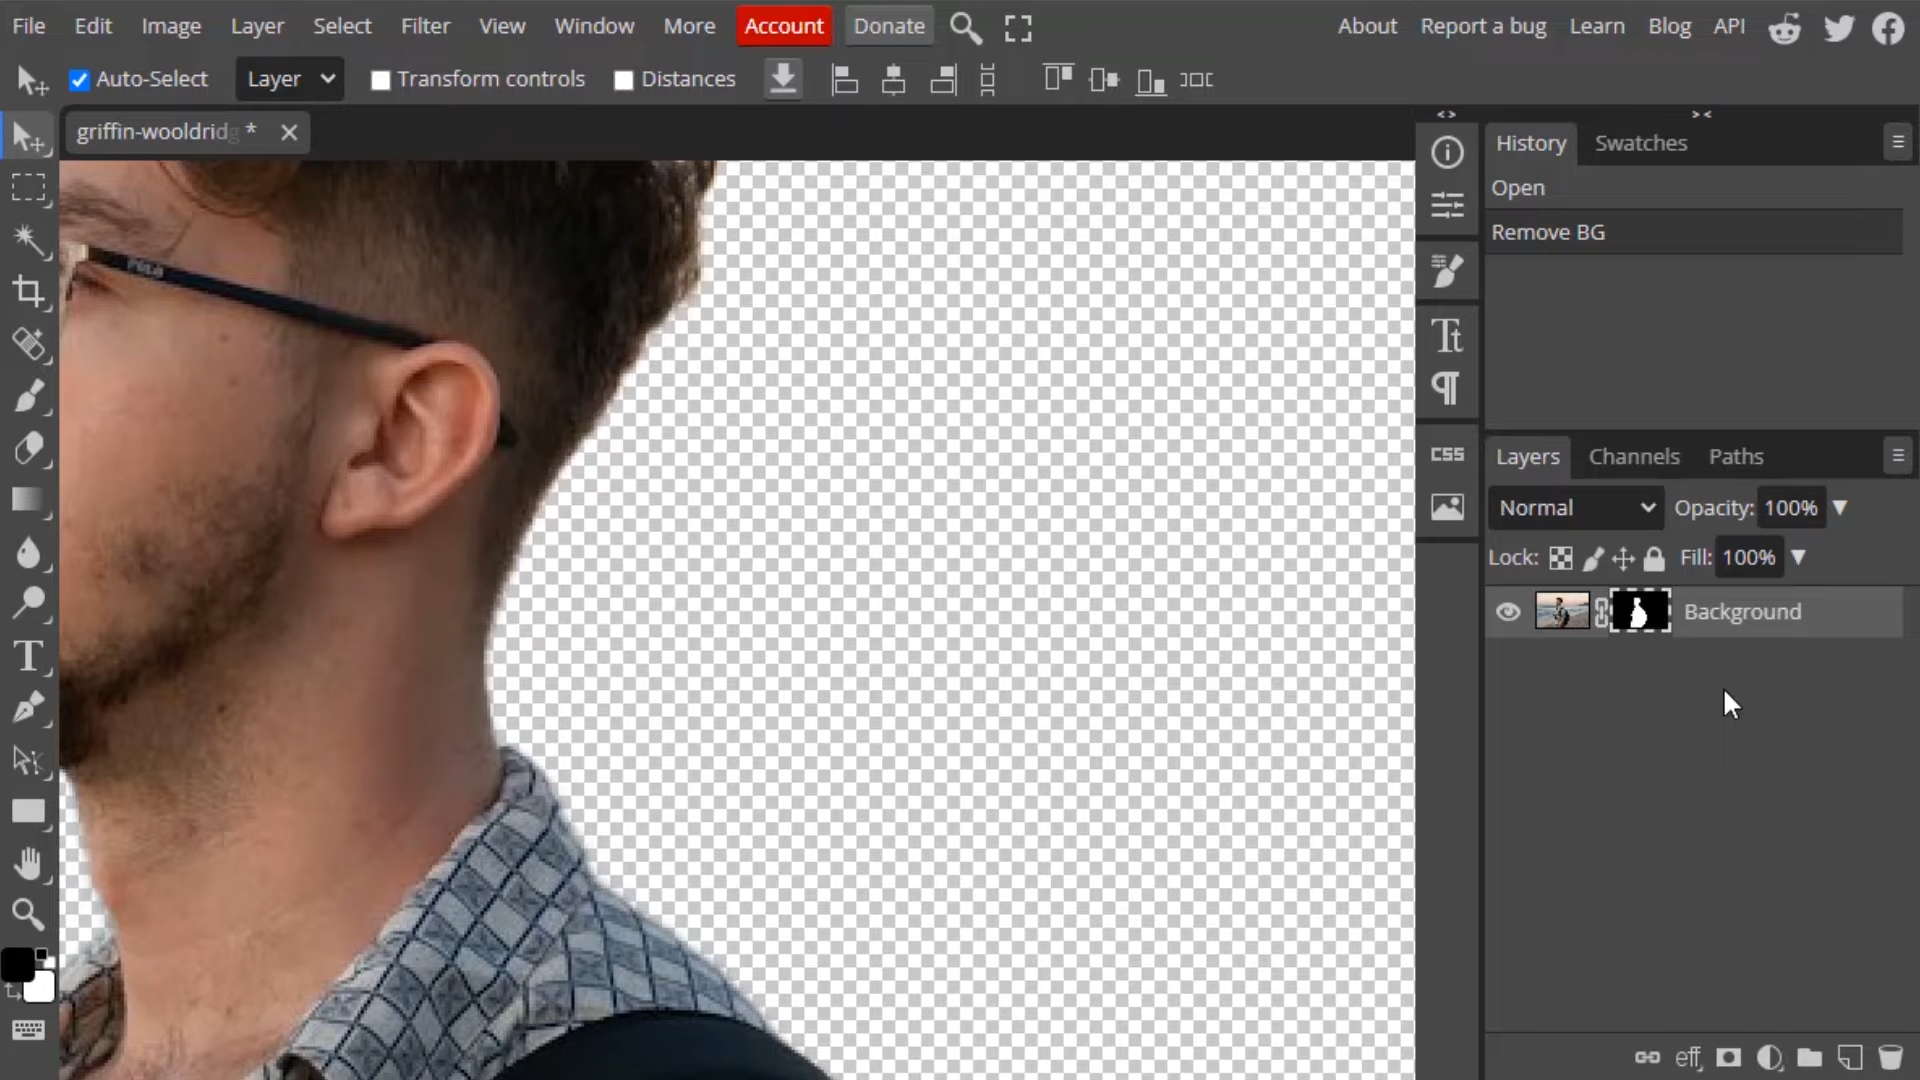 File Edit Image Layer Select Filter View Window More Account Donate About Report a bug Learn Blog API
Auto-Select Layer Transform controls Distances
griffin-wooldridg *
History Swatches
Open
Remove BG
CSS
Layers Channels Paths
Normal Opacity: 100%
Lock: Fill: 100%
Background
eff